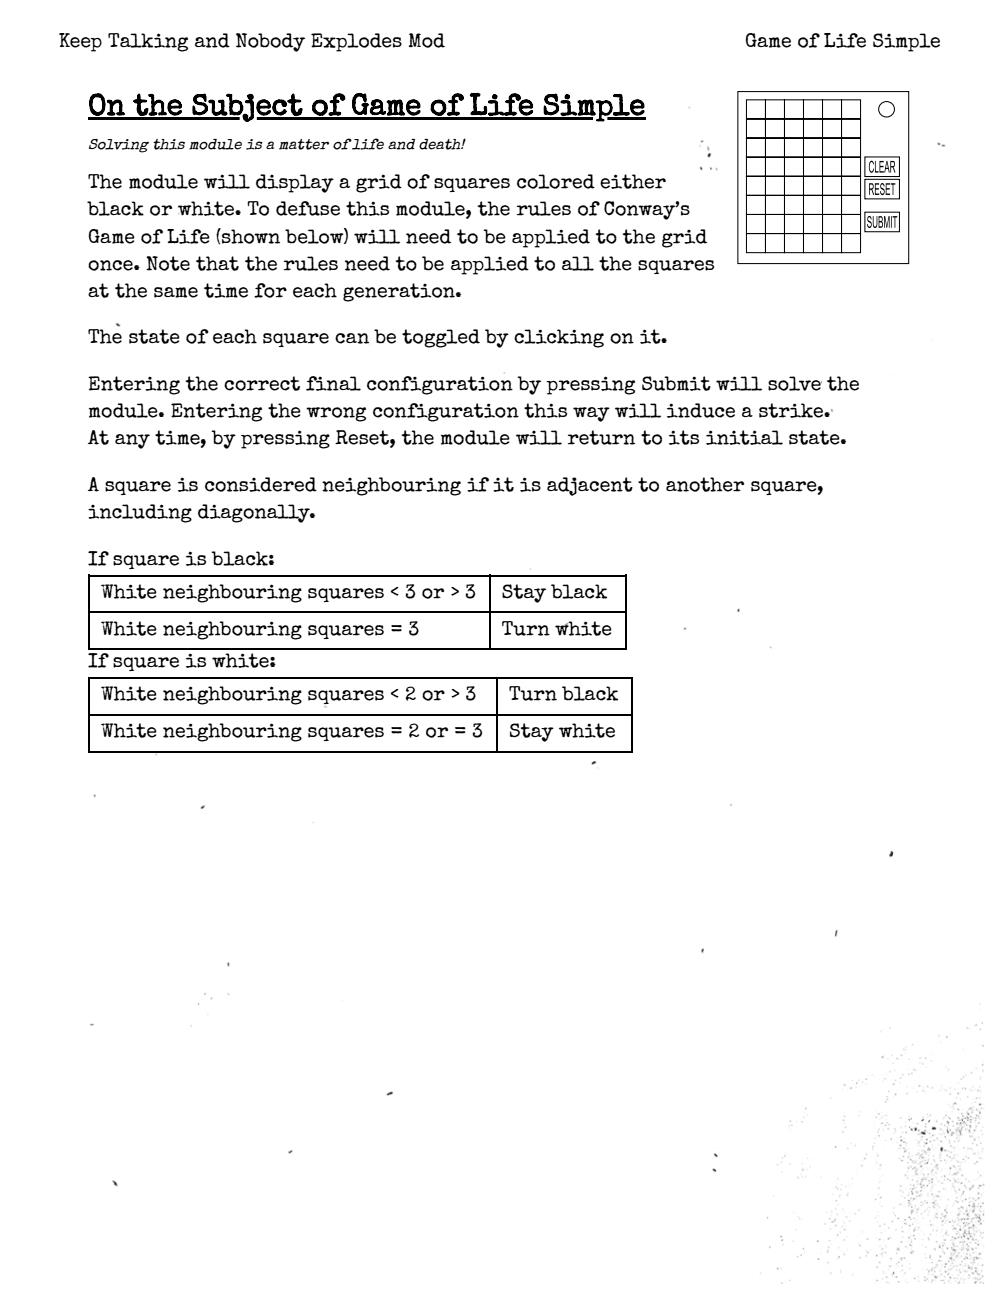 Keep Talking and Nobody Explodes Mod
Game of Life Simple
On the Subject of Game of Life Simple
Solving this module is a matter of life and death!
The module will display a grid of squares colored either
black or white. To defuse this module, the rules of Conway's
Game of Life (shown below) will need to be applied to the grid
once. Note that the rules need to be applied to all the squares
at the same time for each generation.
CLEAR
RESET
SUBMIT
The state of each square can be toggled by clicking on it.
Entering the correct final configuration by pressing Submit will solve the
module. Entering the wrong configuration this way will induce a strike.
At any time, by pressing Reset, the module will return to its initial state.
A square is considered neighbouring if it is adjacent to another square,
including diagonally.
If square is black:
White neighbouring squares < 3 or > 3 Stay black
White neighbouring squares = 3 Turn white
If square is white:
White neighbouring squares < 2 or > 3 Turn black
White neighbouring squares = 2 or = 3 Stay white